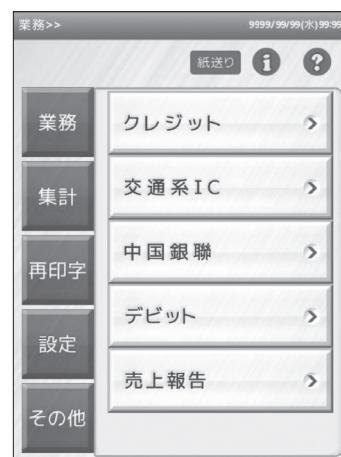 業務>>
9999/99/99(水)99:99
紙送り
i
?
業務
集計
再印字
設定
その他
クレジット
交通系IC
中国銀聯
デビット
売上報告